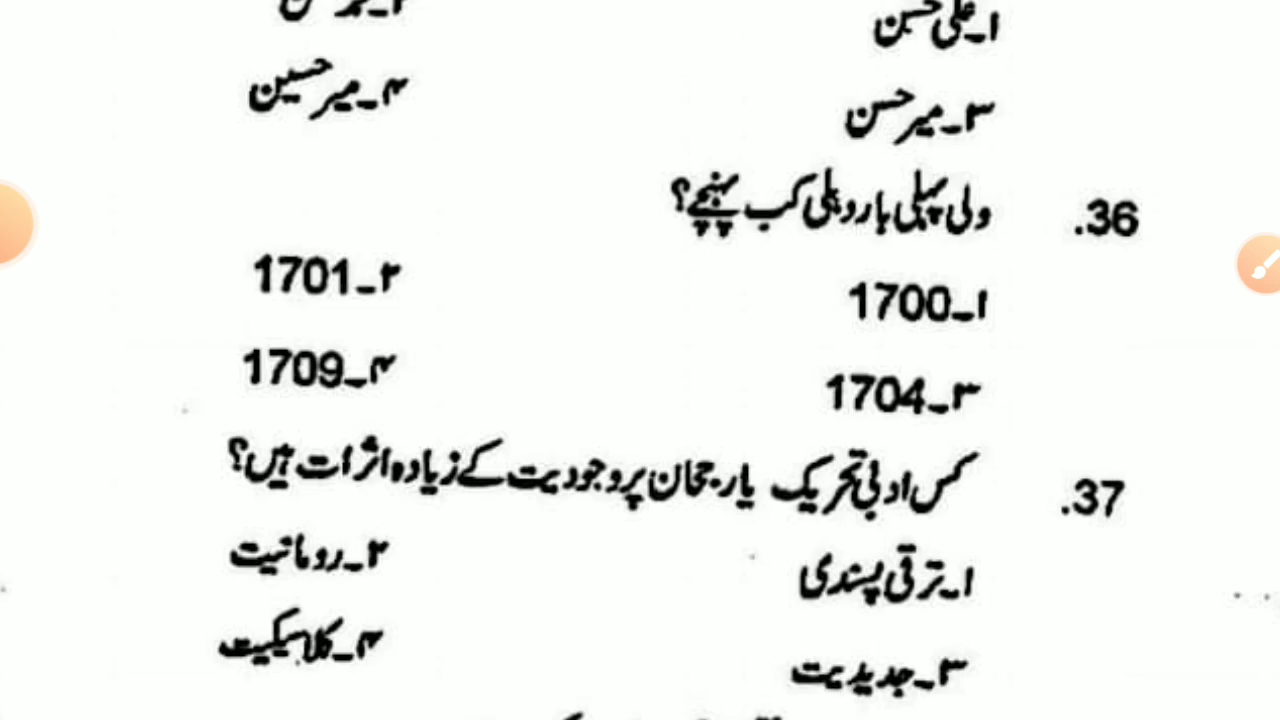 ۱۔علی حسن
۳۔میر حسن ۴۔میر حسین
36. ولی پہلی بار دہلی کب پہنچے؟
۱۔1700 ۲۔1701
۳۔1704 ۴۔1709
37. کس ادبی تحریک یا رجحان پر وجودیت کے زیادہ اثرات ہیں؟
۱۔ترقی پسندی ۲۔رومانیت
۳۔جدیدیت ۴۔کلاسیکیت